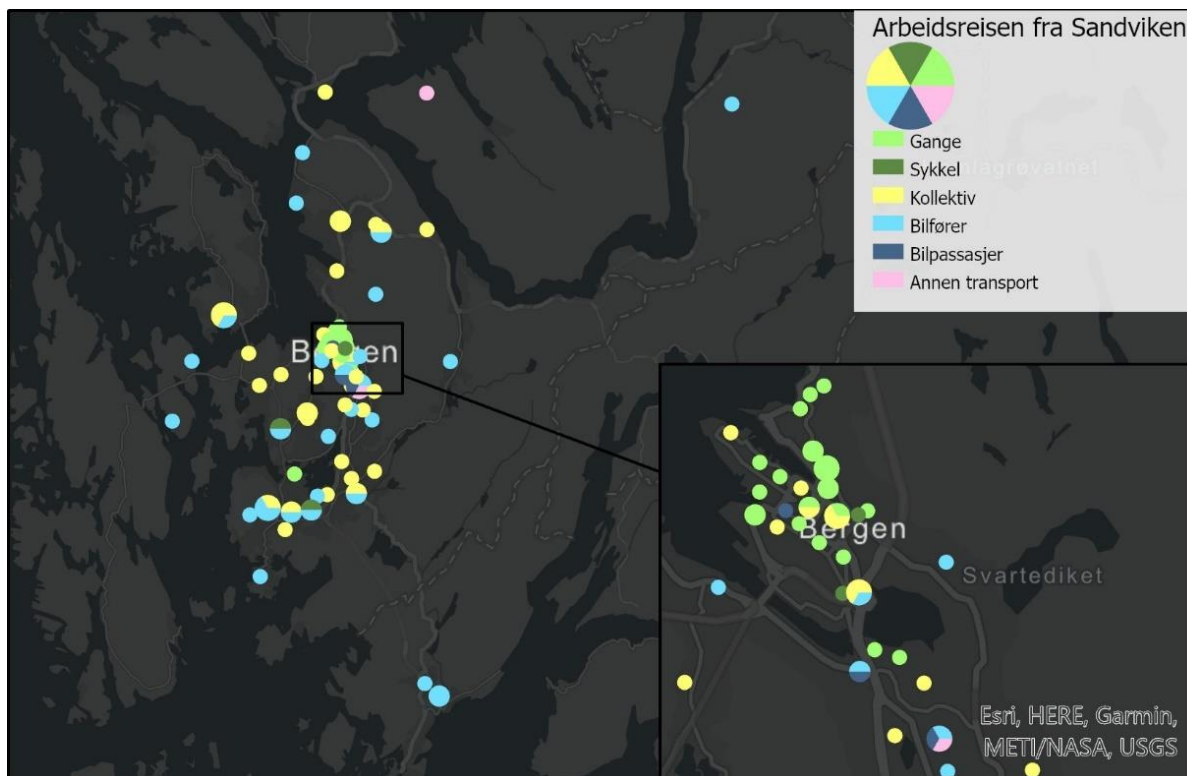 Arbeidsreisen fra Sandviken
Gange
Sykkel
Kollektiv
Bilfører
Bilpassasjer
Annen transport
Bergen
Bergen
Svartediket
Esri, HERE, Garmin,
METI/NASA, USGS